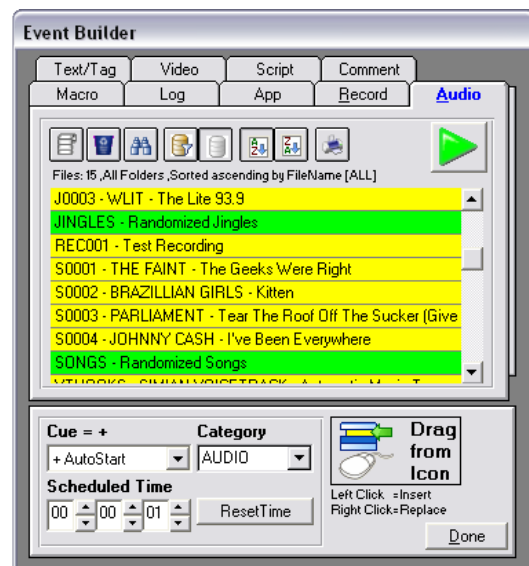 Event Builder
Text/Tag Video Script Comment
Macro Log App Record Audio
Files: 15 ,All Folders ,Sorted ascending by FileName [ALL]
J0003 - WLIT - The Lite 93.9
JINGLES - Randomized Jingles
REC001 - Test Recording
S0001 - THE FAINT - The Geeks Were Right
S0002 - BRAZILLIAN GIRLS - Kitten
S0003 - PARLIAMENT - Tear The Roof Off The Sucker (Give
S0004 - JOHNNY CASH - I've Been Everywhere
SONGS - Randomized Songs
Cue = + Category
+ AutoStart AUDIO
Scheduled Time
00 00 01 ResetTime
Drag
from
Icon
Left Click =Insert
Right Click=Replace
Done